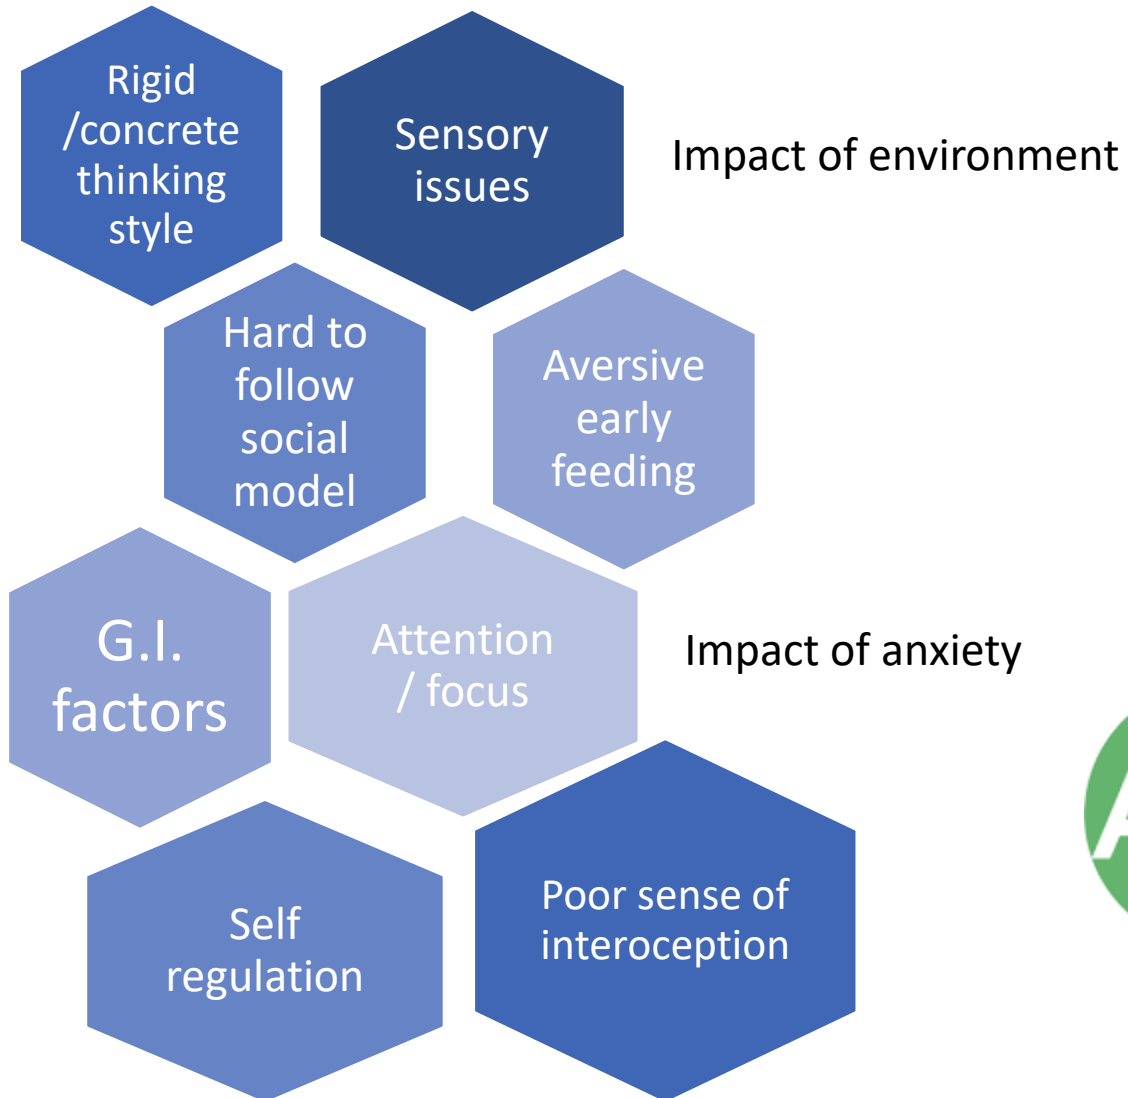 Rigid
/concrete
thinking
style
Sensory
issues
Impact of environment
Hard to
follow
social
model
Aversive
early
feeding
G.I.
factors
Attention
/ focus
Impact of anxiety
Self
regulation
Poor sense of
interoception